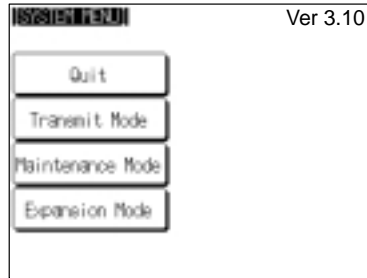 [SYSTEM MENU]
Ver 3.10
Quit
Transmit Mode
Maintenance Mode
Expansion Mode